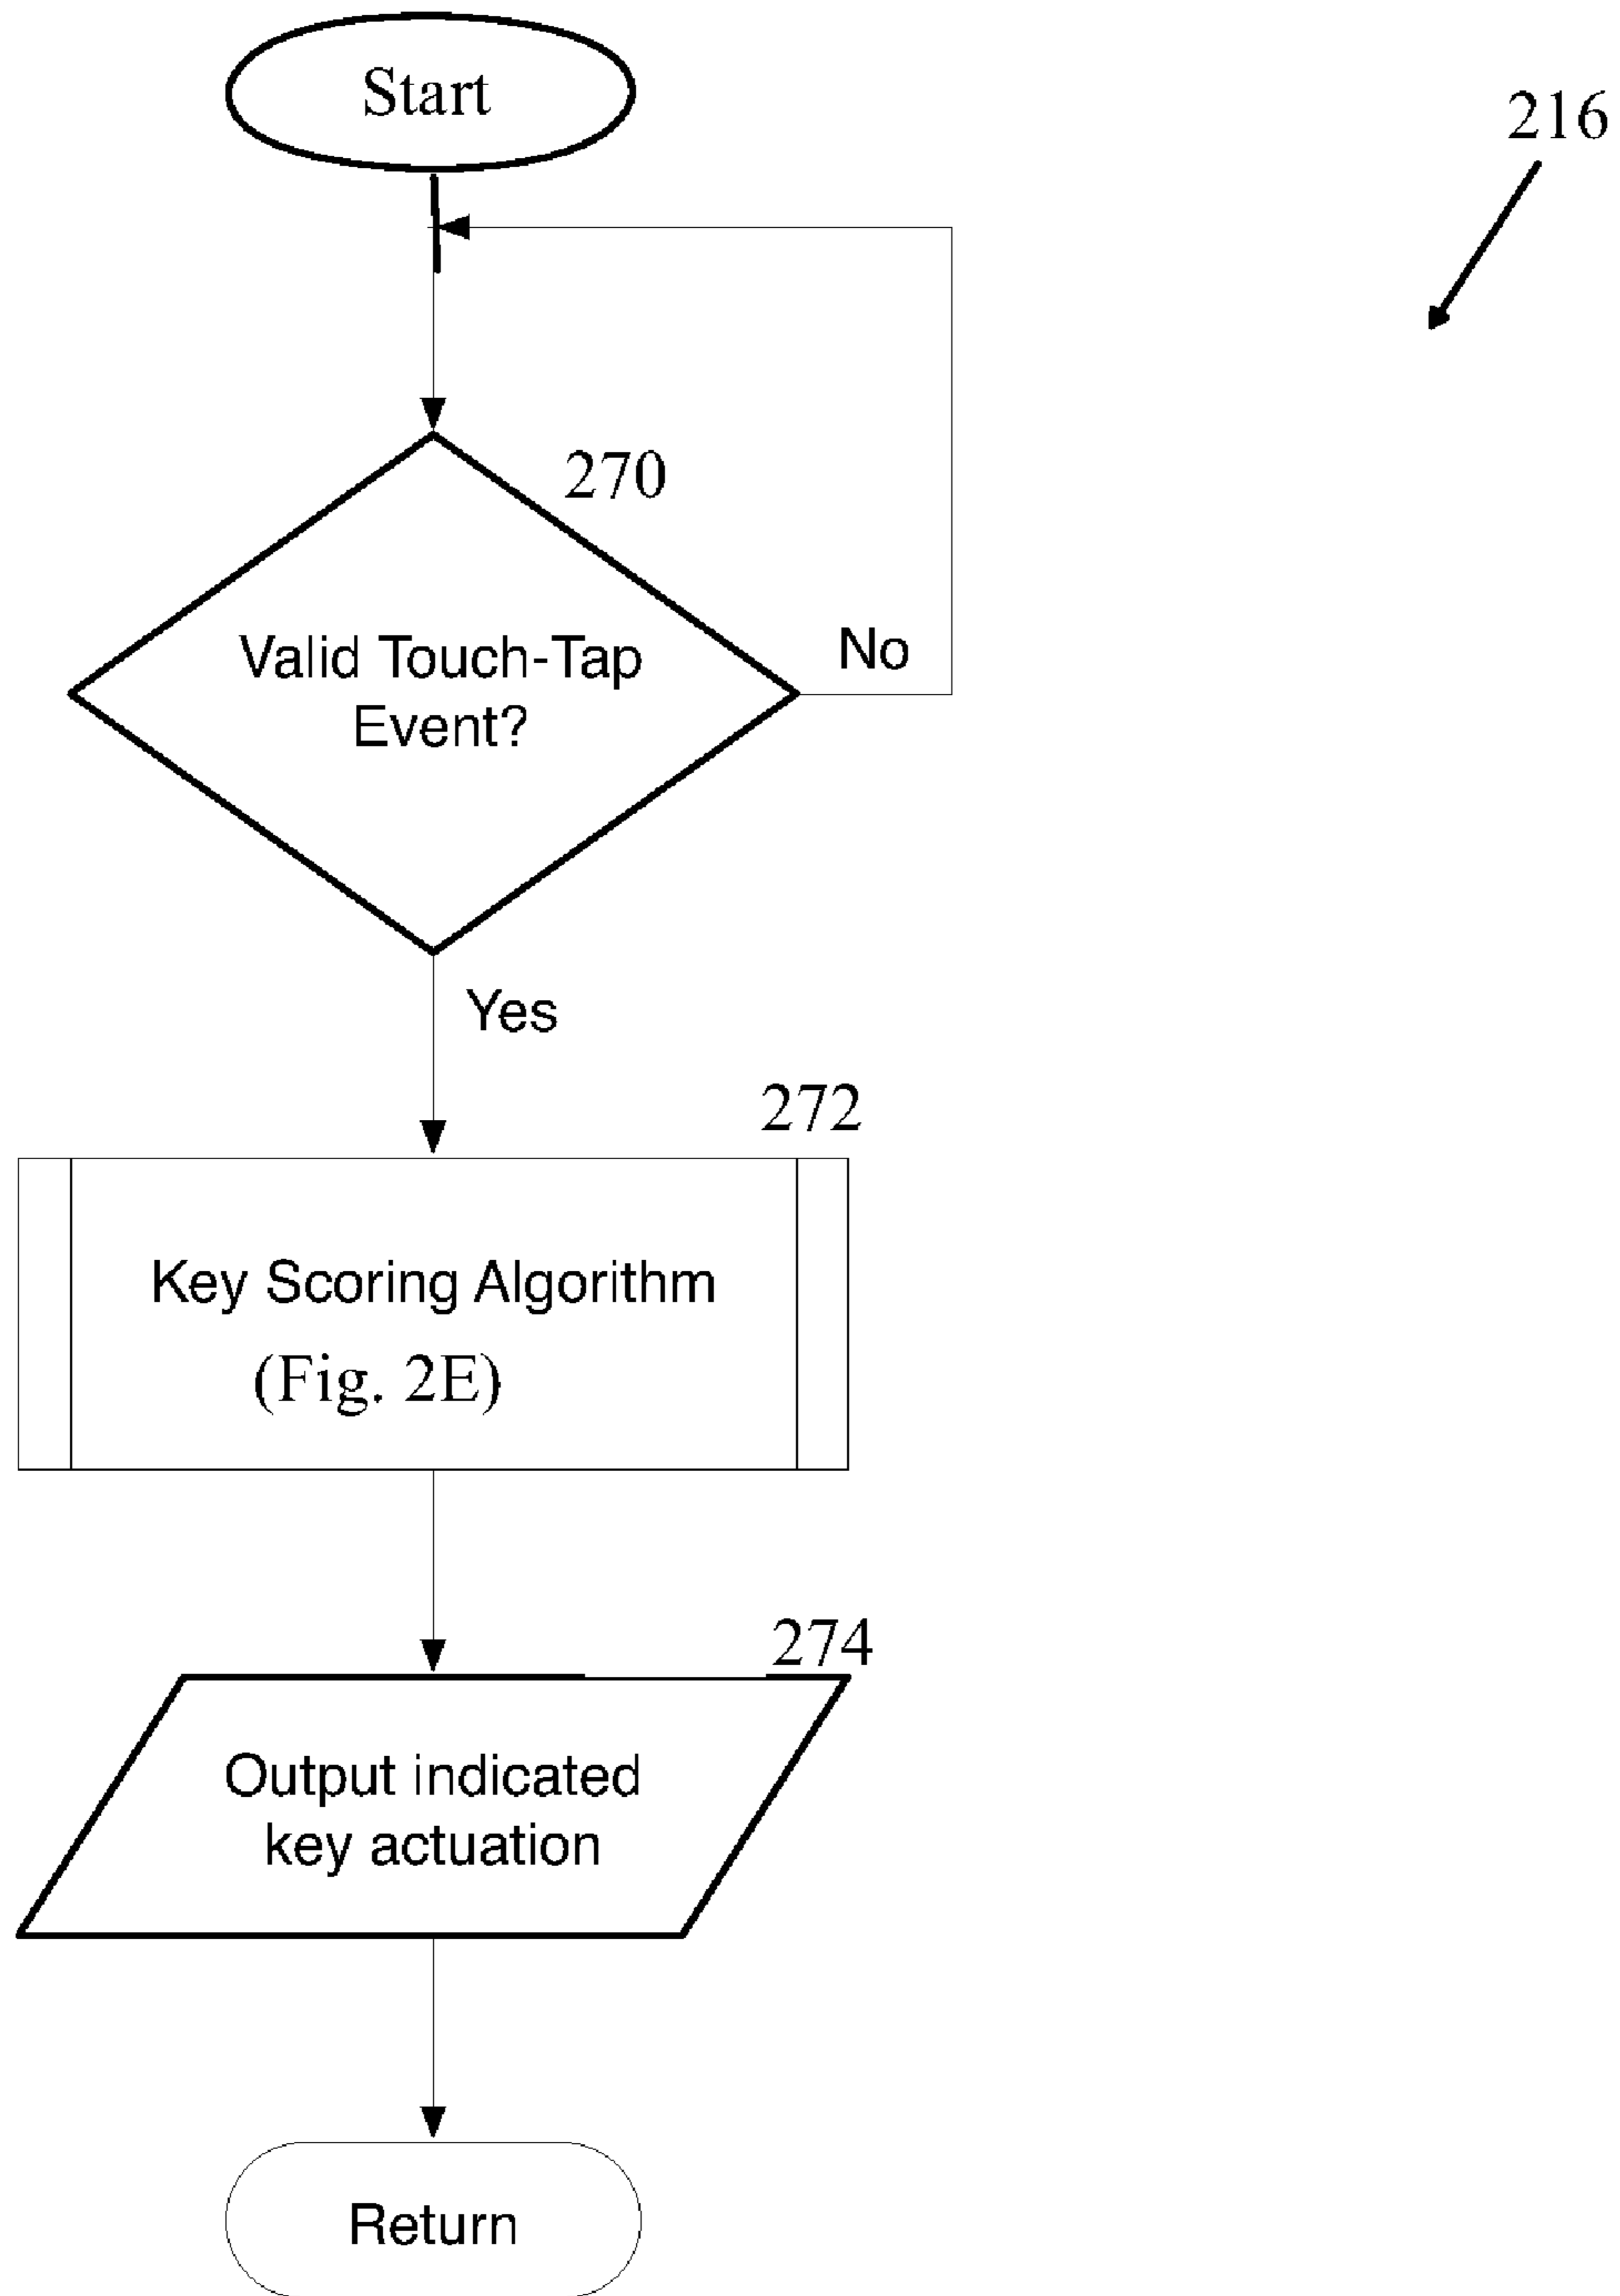 Start
216
270
Valid Touch-Tap
Event?
No
Yes
272
Key Scoring Algorithm
(Fig. 2E)
274
Output indicated
key actuation
Return